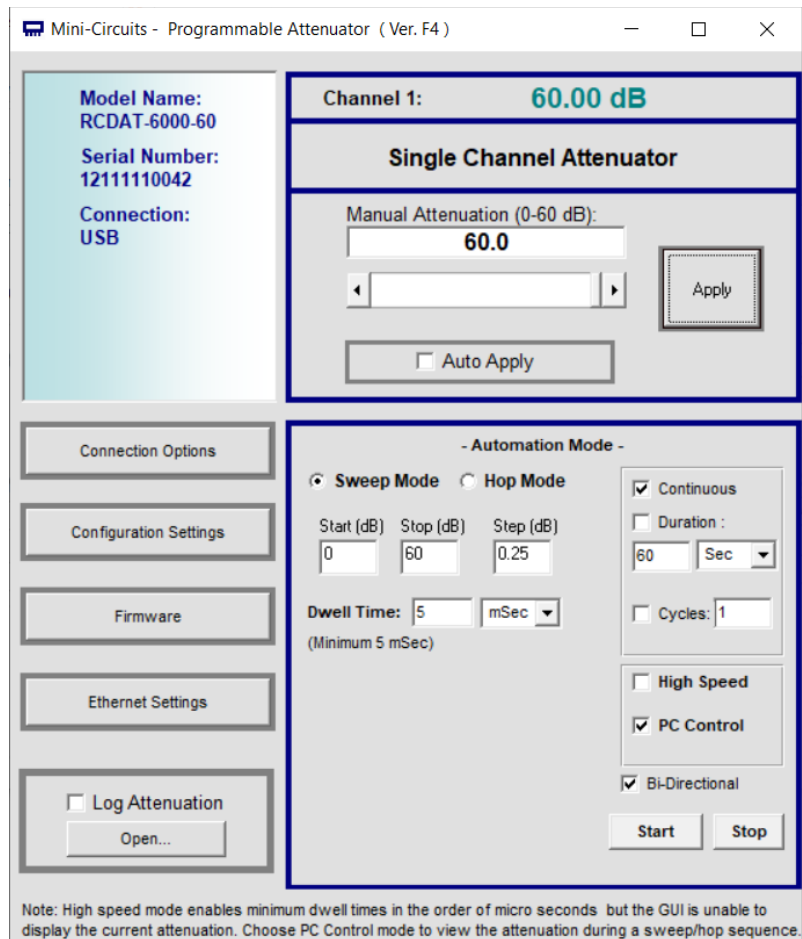 Mini-Circuits -  Programmable Attenuator  ( Ver. F4 )
Model Name:
RCDAT-6000-60
Serial Number:
12111110042
Connection:
USB
Channel 1:
60.00 dB
Single Channel Attenuator
Manual Attenuation (0-60 dB):
60.0
Apply
Auto Apply
Connection Options
Configuration Settings
Firmware
Ethernet Settings
Log Attenuation
Open...
- Automation Mode -
Sweep Mode
Hop Mode
Start (dB)
Stop (dB)
Step (dB)
0
60
0.25
Dwell Time:
5
mSec
(Minimum 5 mSec)
Continuous
Duration :
60
Sec
Cycles:
1
High Speed
PC Control
Bi-Directional
Start
Stop
Note: High speed mode enables minimum dwell times in the order of micro seconds  but the GUI is unable to
display the current attenuation. Choose PC Control mode to view the attenuation during a sweep/hop sequence.